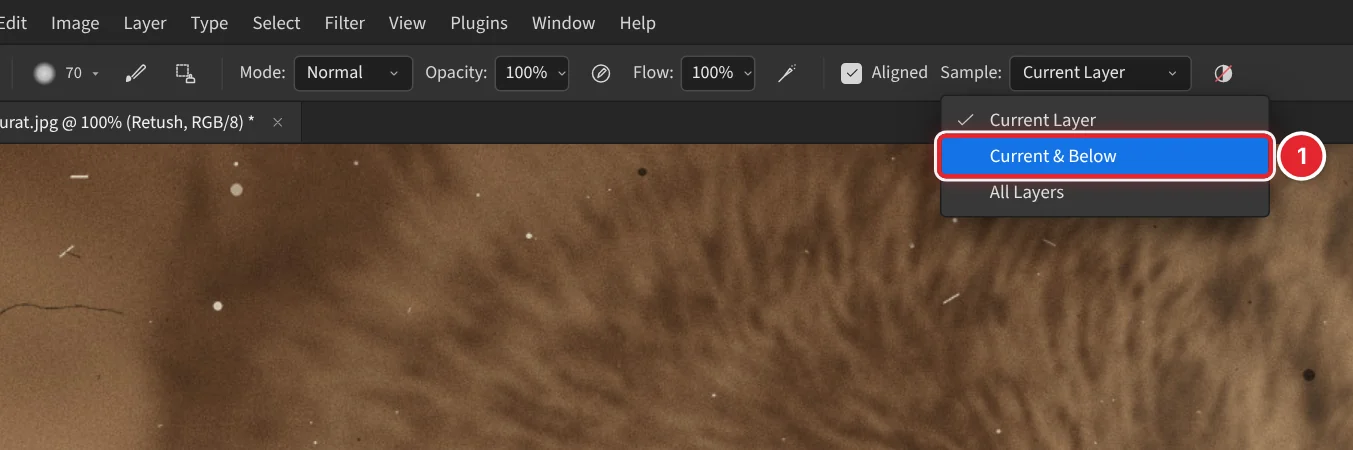 Edit Image Layer Type Select Filter View Plugins Window Help
70 Mode: Normal Opacity: 100% Flow: 100% Aligned Sample: Current Layer
urat.jpg @ 100% (Retush, RGB/8) * ×
Current Layer
Current & Below 1
All Layers